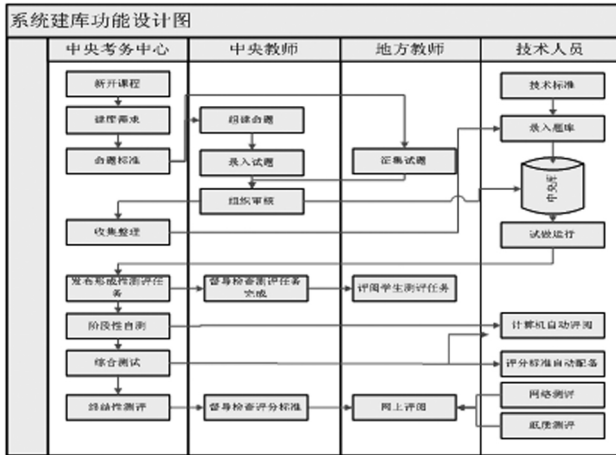 系统建库功能设计图
中央考务中心
中央教师
地方教师
技术人员
新开课程
技术标准
建库需求
组建命题
录入题库
命题标准
录入试题
征集试题
中央库
组织审核
收集整理
试做运行
发布形成性测评任
务
督导检查测评任务
完成
评阅学生测评任务
阶段性自测
计算机自动评阅
综合测试
评分标准自动配备
网络测评
终结性测评
督导检查评分标准
网上评阅
纸质测评